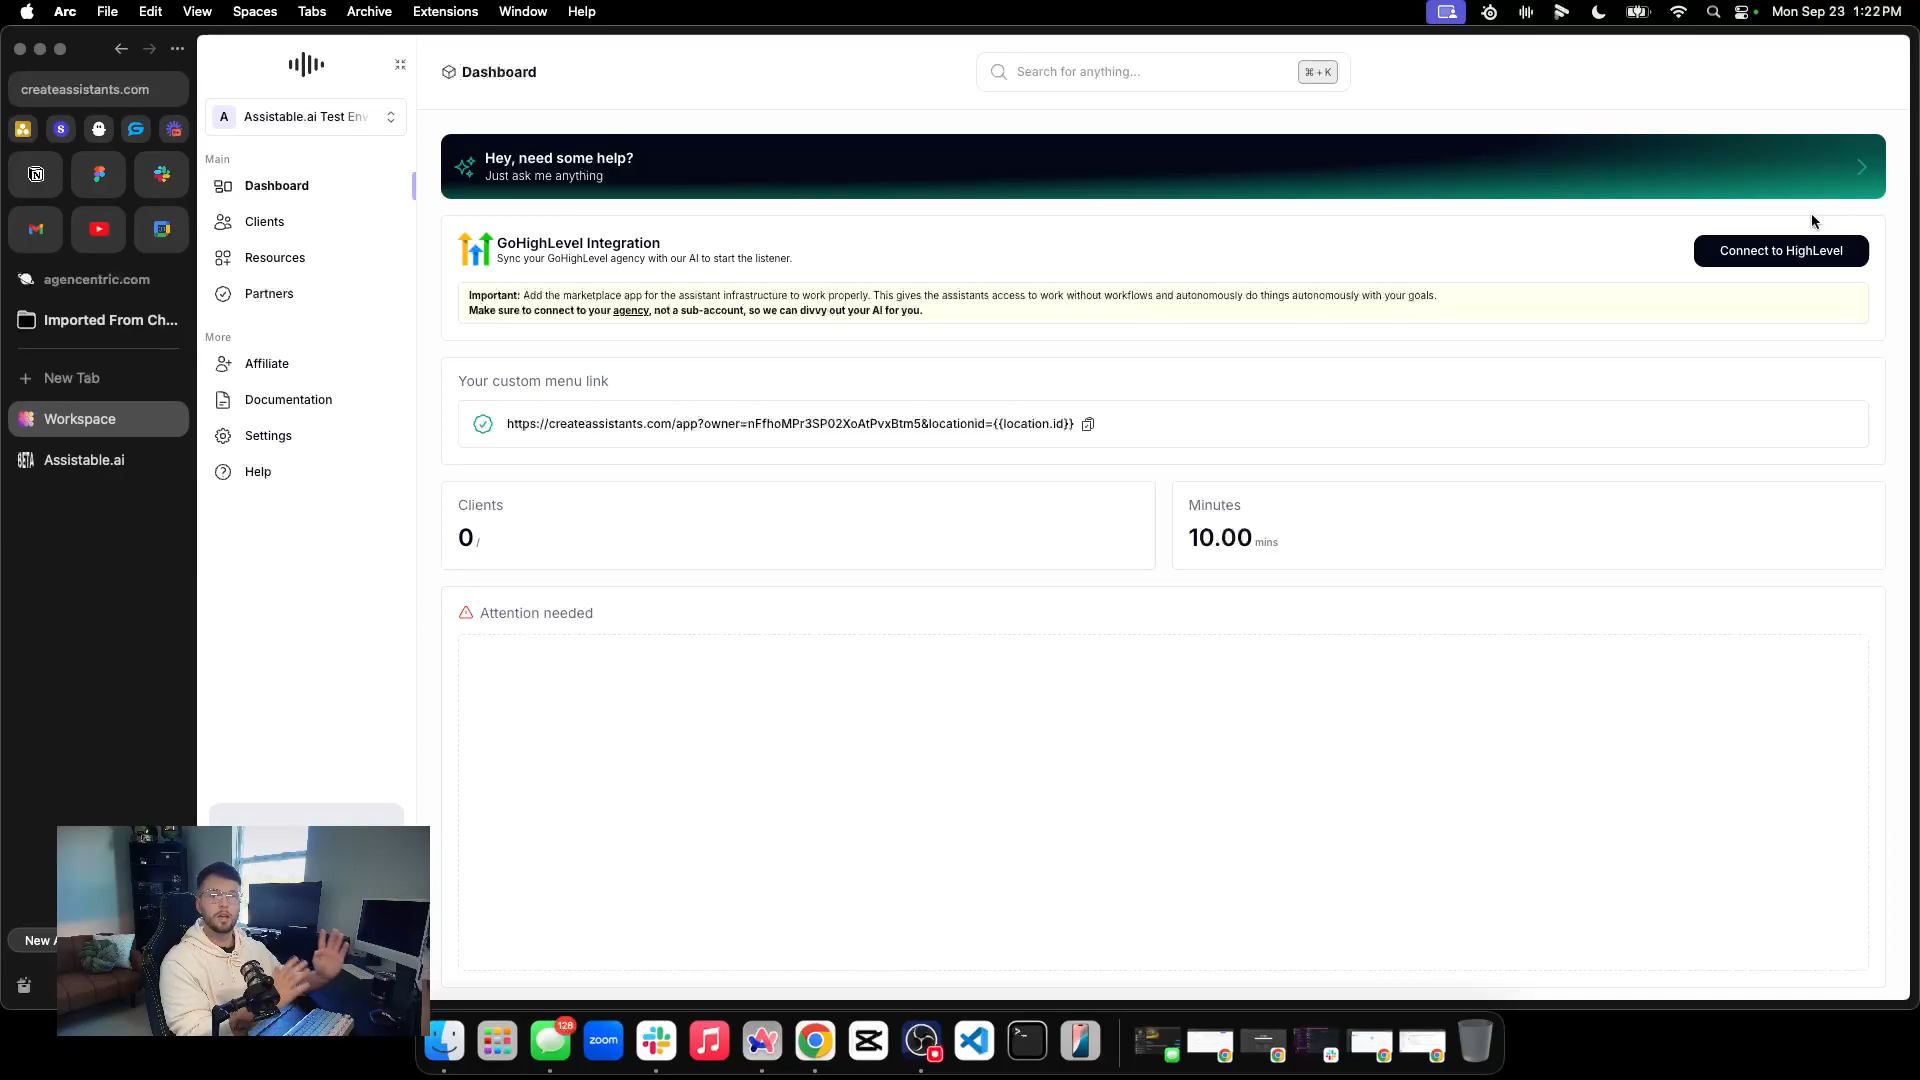 Arc File Edit View Spaces Tabs Archive Extensions Window Help
Mon Sep 23 1:22 PM
createassistants.com
agencentric.com
Imported From Ch...
New Tab
Workspace
Assistable.ai
A Assistable.ai Test Env
Main
Dashboard
Clients
Resources
Partners
More
Affiliate
Documentation
Settings
Help
Dashboard
Search for anything...
⌘ + K
Hey, need some help?
Just ask me anything
GoHighLevel Integration
Sync your GoHighLevel agency with our AI to start the listener.
Connect to HighLevel
Important: Add the marketplace app for the assistant infrastructure to work properly. This gives the assistants access to work without workflows and autonomously do things autonomously with your goals.
Make sure to connect to your agency, not a sub-account, so we can divvy out your AI for you.
Your custom menu link
https://createassistants.com/app?owner=nFfhoMPr3SP02XoAtPvxBtm5&locationid={{location.id}}
Clients
0 /
Minutes
10.00 mins
Attention needed
New
128
zoom